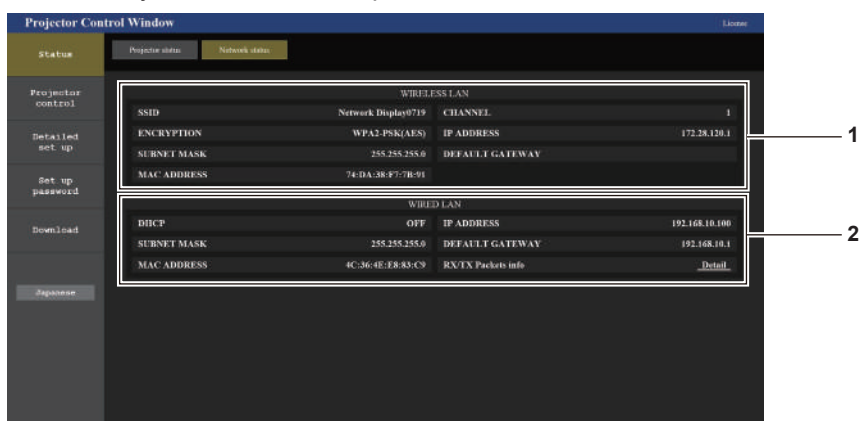 Projector Control Window
License
Status
Projector status
Network status
Projector control
Detailed set up
Set up password
Download
Japanese
WIRELESS LAN
SSID Network Display0719 CHANNEL 1
ENCRYPTION WPA2-PSK(AES) IP ADDRESS 172.28.120.1
SUBNET MASK 255.255.255.0 DEFAULT GATEWAY
MAC ADDRESS 74:DA:38:F7:7B:91
1
WIRED LAN
DHCP OFF IP ADDRESS 192.168.10.100
SUBNET MASK 255.255.255.0 DEFAULT GATEWAY 192.168.10.1
MAC ADDRESS 4C:36:4E:E8:83:C9 RX/TX Packets info Detail
2